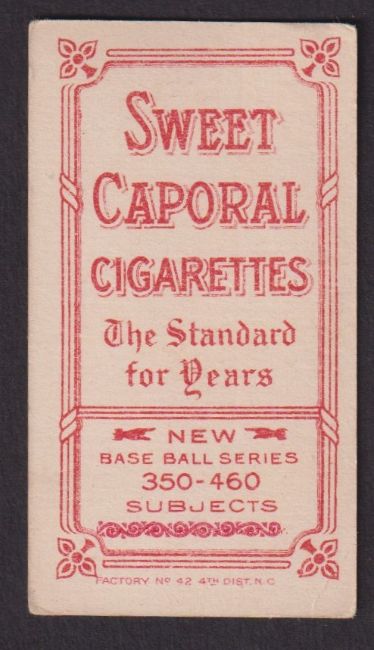 SWEET
CAPORAL
CIGARETTES
The Standard
for Years
NEW
BASE BALL SERIES
350-460
SUBJECTS
FACTORY No 42 4TH DIST. N.C